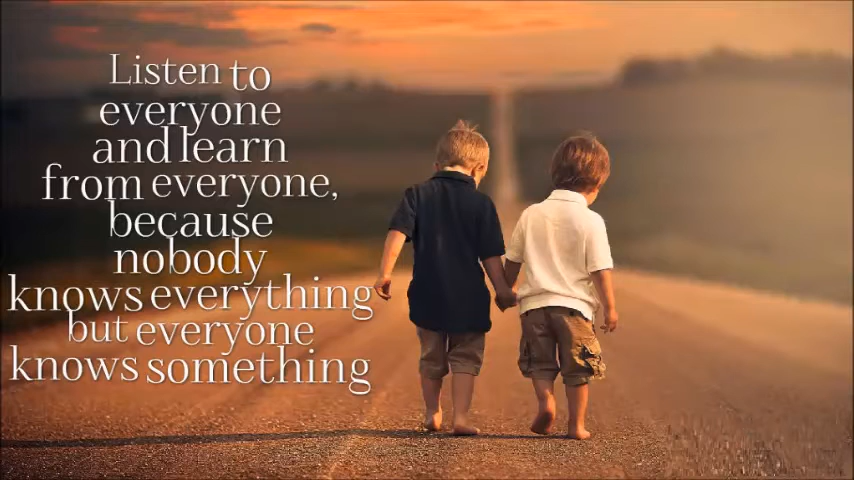 Listen to
everyone
and learn
from everyone,
because
nobody
knows everything
but everyone
knows something